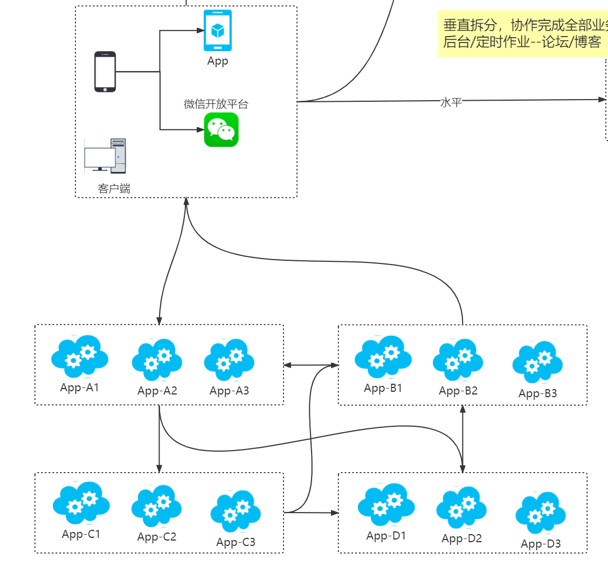 垂直拆分，协作完成全部业务
后台/定时作业--论坛/博客
App
微信开放平台
水平
客户端
App-A1
App-A2
App-A3
App-B1
App-B2
App-B3
App-C1
App-C2
App-C3
App-D1
App-D2
App-D3